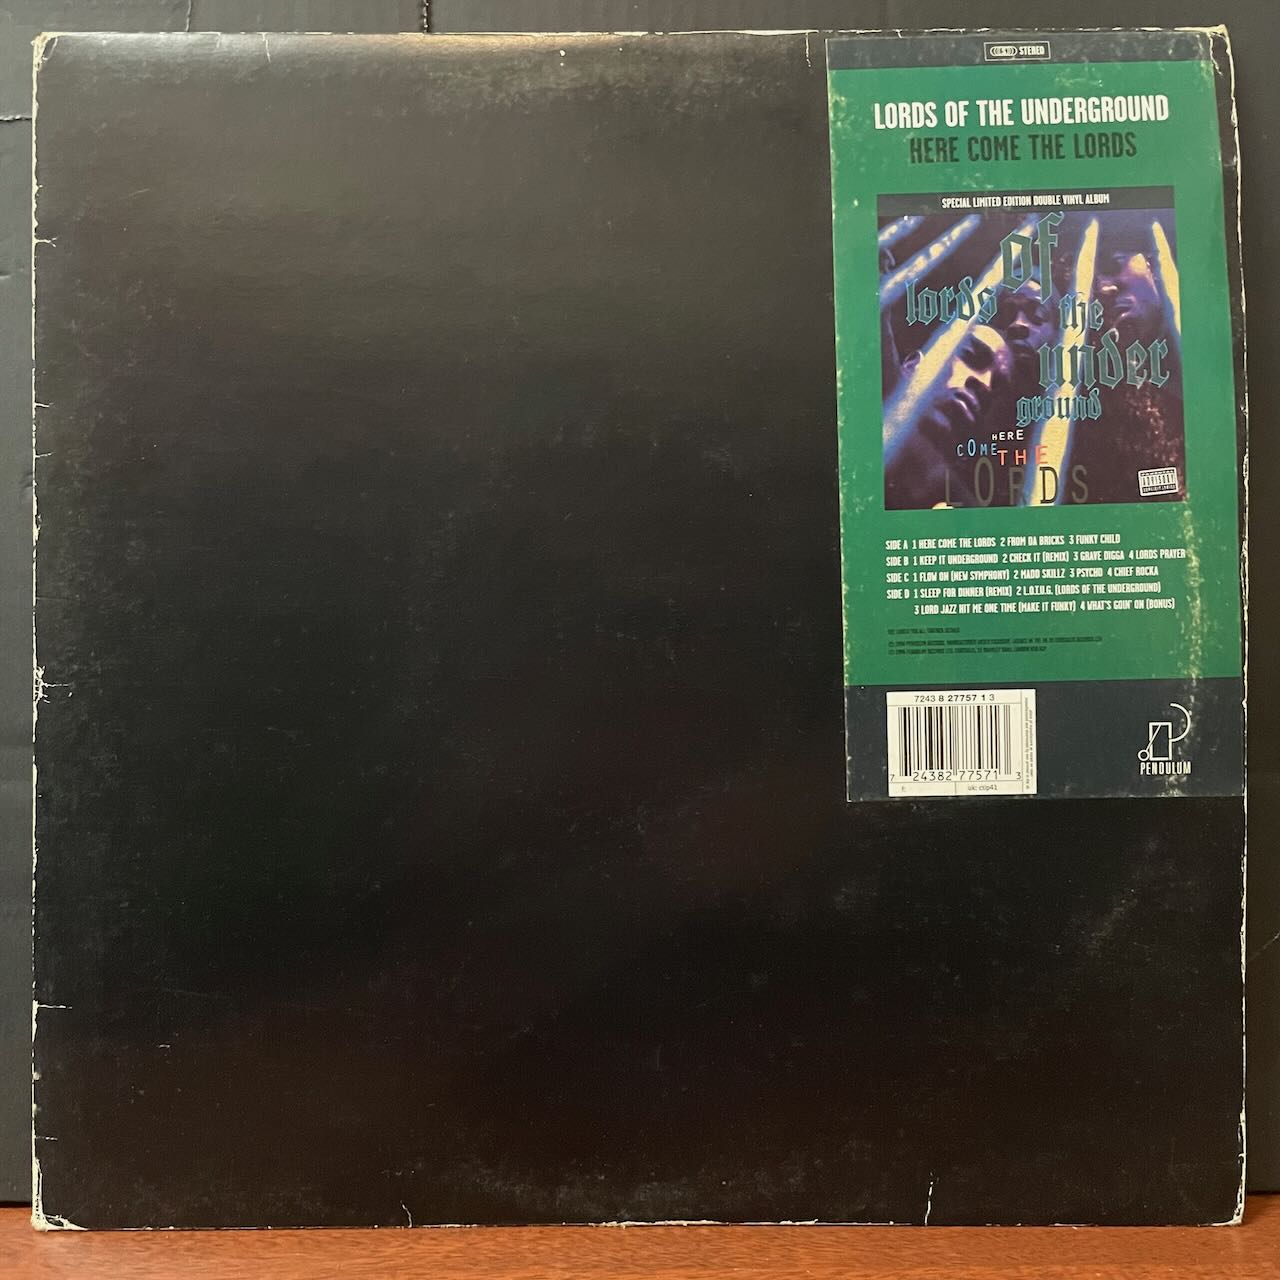 STEREO
LORDS OF THE UNDERGROUND
HERE COME THE LORDS
SPECIAL LIMITED EDITION DOUBLE VINYL ALBUM
lords of the under ground
HERE
COME THE
LORDS
ADVISORY
EXPLICIT LYRICS
SIDE A 1 HERE COME THE LORDS 2 FROM DA BRICKS 3 FUNKY CHILD
SIDE B 1 KEEP IT UNDERGROUND 2 CHECK IT (REMIX) 3 GRAVE DIGGA 4 LORDS PRAYER
SIDE C 1 FLOW ON (NEW SYMPHONY) 2 MADD SKILLZ 3 PSYCHO 4 CHIEF ROCKA
SIDE D 1 SLEEP FOR DINNER (REMIX) 2 L.O.T.U.G. (LORDS OF THE UNDERGROUND)
3 LORD JAZZ HIT ME ONE TIME (MAKE IT FUNKY) 4 WHAT'S GOIN' ON (BONUS)
7243 8 27757 1 3
7 24382 77571 3
uk: ctlp41
PENDULUM